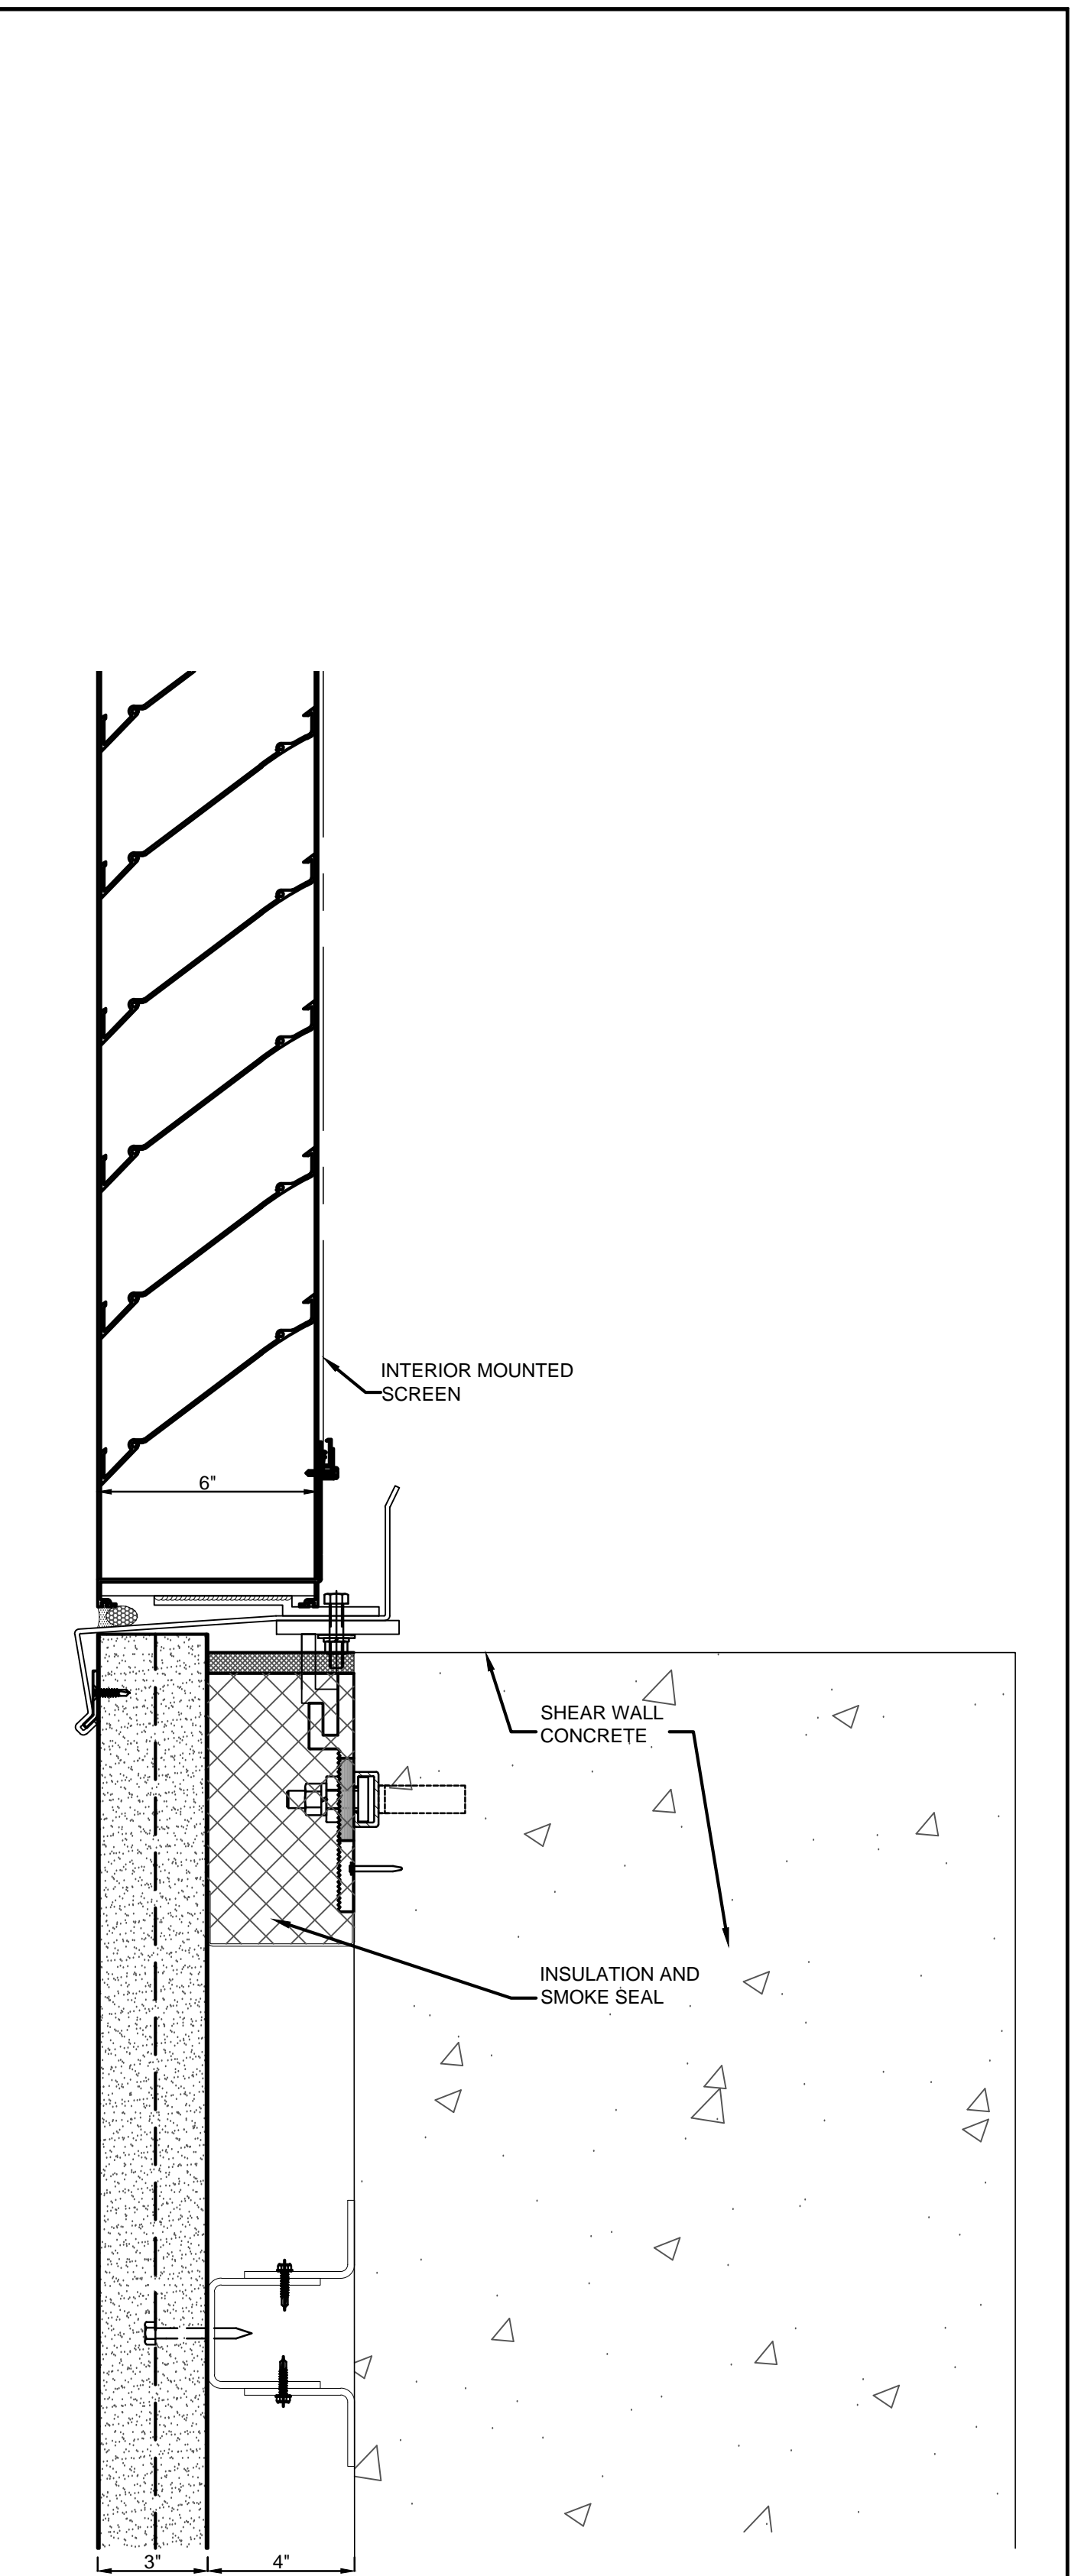 INTERIOR MOUNTED
SCREEN
6"
SHEAR WALL
CONCRETE
INSULATION AND
SMOKE SEAL
3"
4"